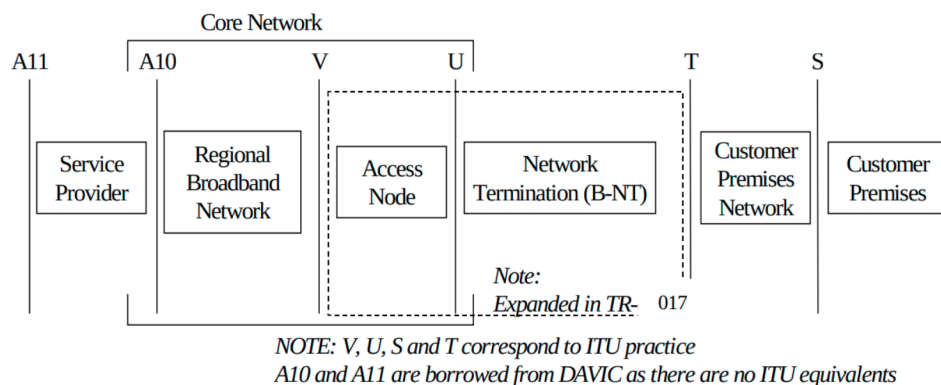 Core Network
A11 A10 V U T S
Service
Provider
Regional
Broadband
Network
Access
Node
Network
Termination (B-NT)
Customer
Premises
Network
Customer
Premises
Note:
Expanded in TR- 017
NOTE: V, U, S and T correspond to ITU practice
A10 and A11 are borrowed from DAVIC as there are no ITU equivalents